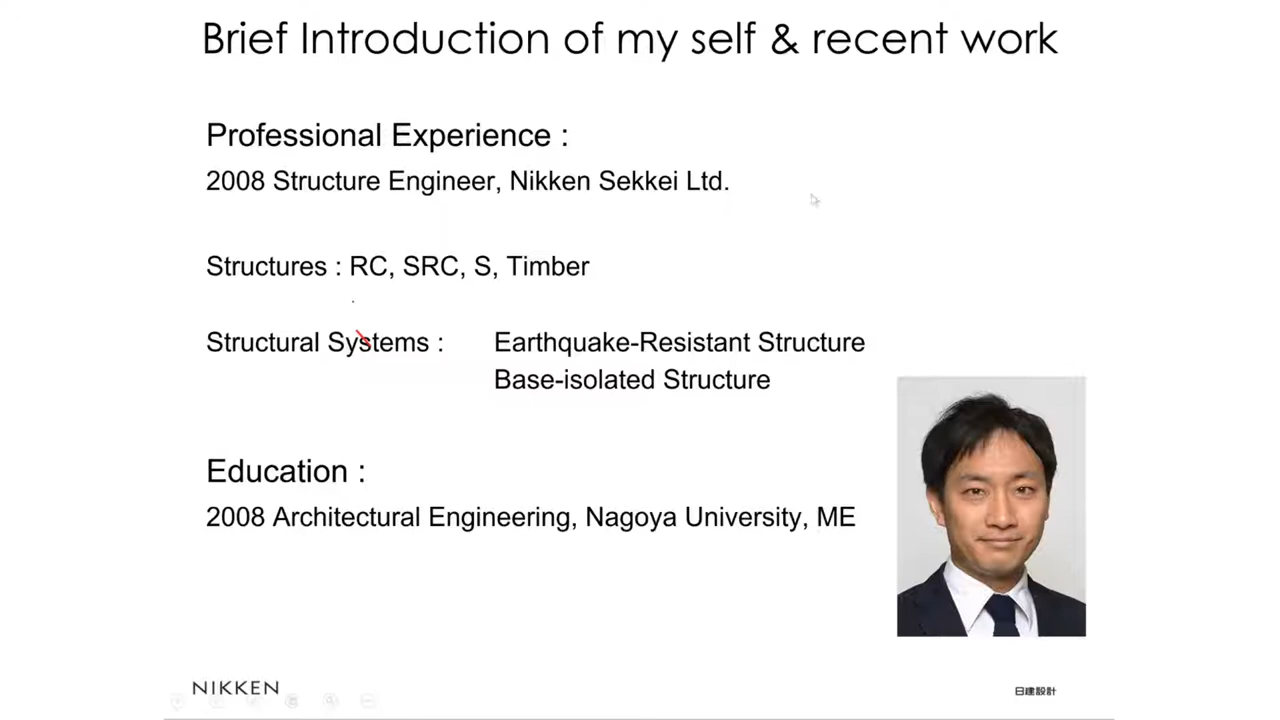 Brief Introduction of my self & recent work
Professional Experience :
2008 Structure Engineer, Nikken Sekkei Ltd.
Structures : RC, SRC, S, Timber
Structural Systems : Earthquake-Resistant Structure
Base-isolated Structure
Education :
2008 Architectural Engineering, Nagoya University, ME
NIKKEN
日建設計